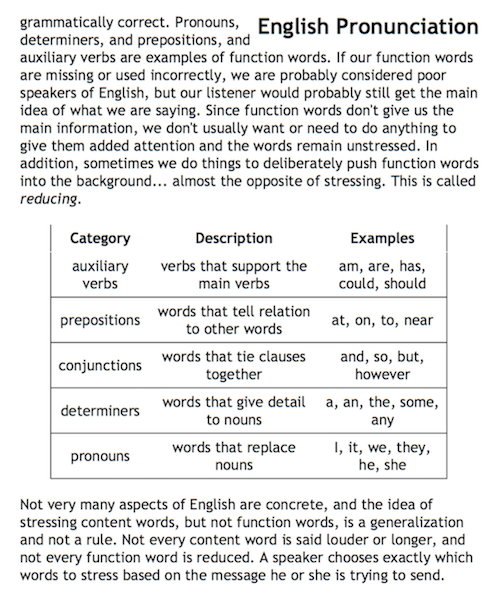 English Pronunciation
grammatically correct. Pronouns,
determiners, and prepositions, and
auxiliary verbs are examples of function words. If our function words
are missing or used incorrectly, we are probably considered poor
speakers of English, but our listener would probably still get the main
idea of what we are saying. Since function words don't give us the
main information, we don't usually want or need to do anything to
give them added attention and the words remain unstressed. In
addition, sometimes we do things to deliberately push function words
into the background... almost the opposite of stressing. This is called
reducing.
Category Description Examples
auxiliary verbs that support the am, are, has,
verbs main verbs could, should
prepositions words that tell relation at, on, to, near
to other words
conjunctions words that tie clauses and, so, but,
together however
determiners words that give detail a, an, the, some,
to nouns any
pronouns words that replace I, it, we, they,
nouns he, she
Not very many aspects of English are concrete, and the idea of
stressing content words, but not function words, is a generalization
and not a rule. Not every content word is said louder or longer, and
not every function word is reduced. A speaker chooses exactly which
words to stress based on the message he or she is trying to send.